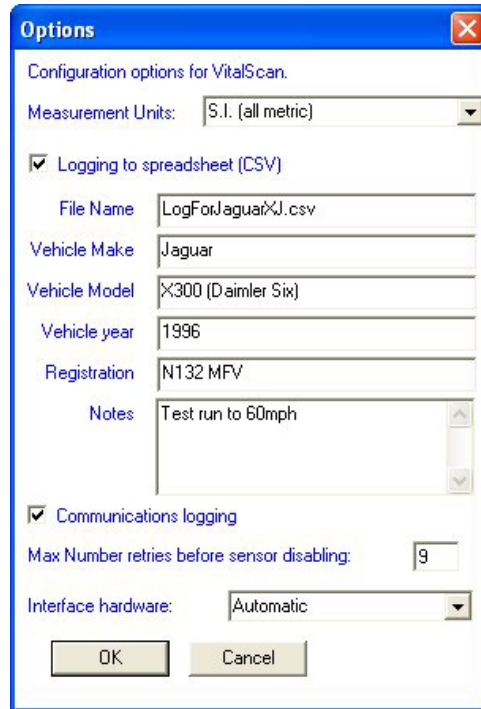 Options
Configuration options for VitalScan.
Measurement Units: S.I. (all metric)
Logging to spreadsheet (CSV)
File Name LogForJaguarXJ.csv
Vehicle Make Jaguar
Vehicle Model X300 (Daimler Six)
Vehicle year 1996
Registration N132 MFV
Notes Test run to 60mph
Communications logging
Max Number retries before sensor disabling: 9
Interface hardware: Automatic
OK Cancel